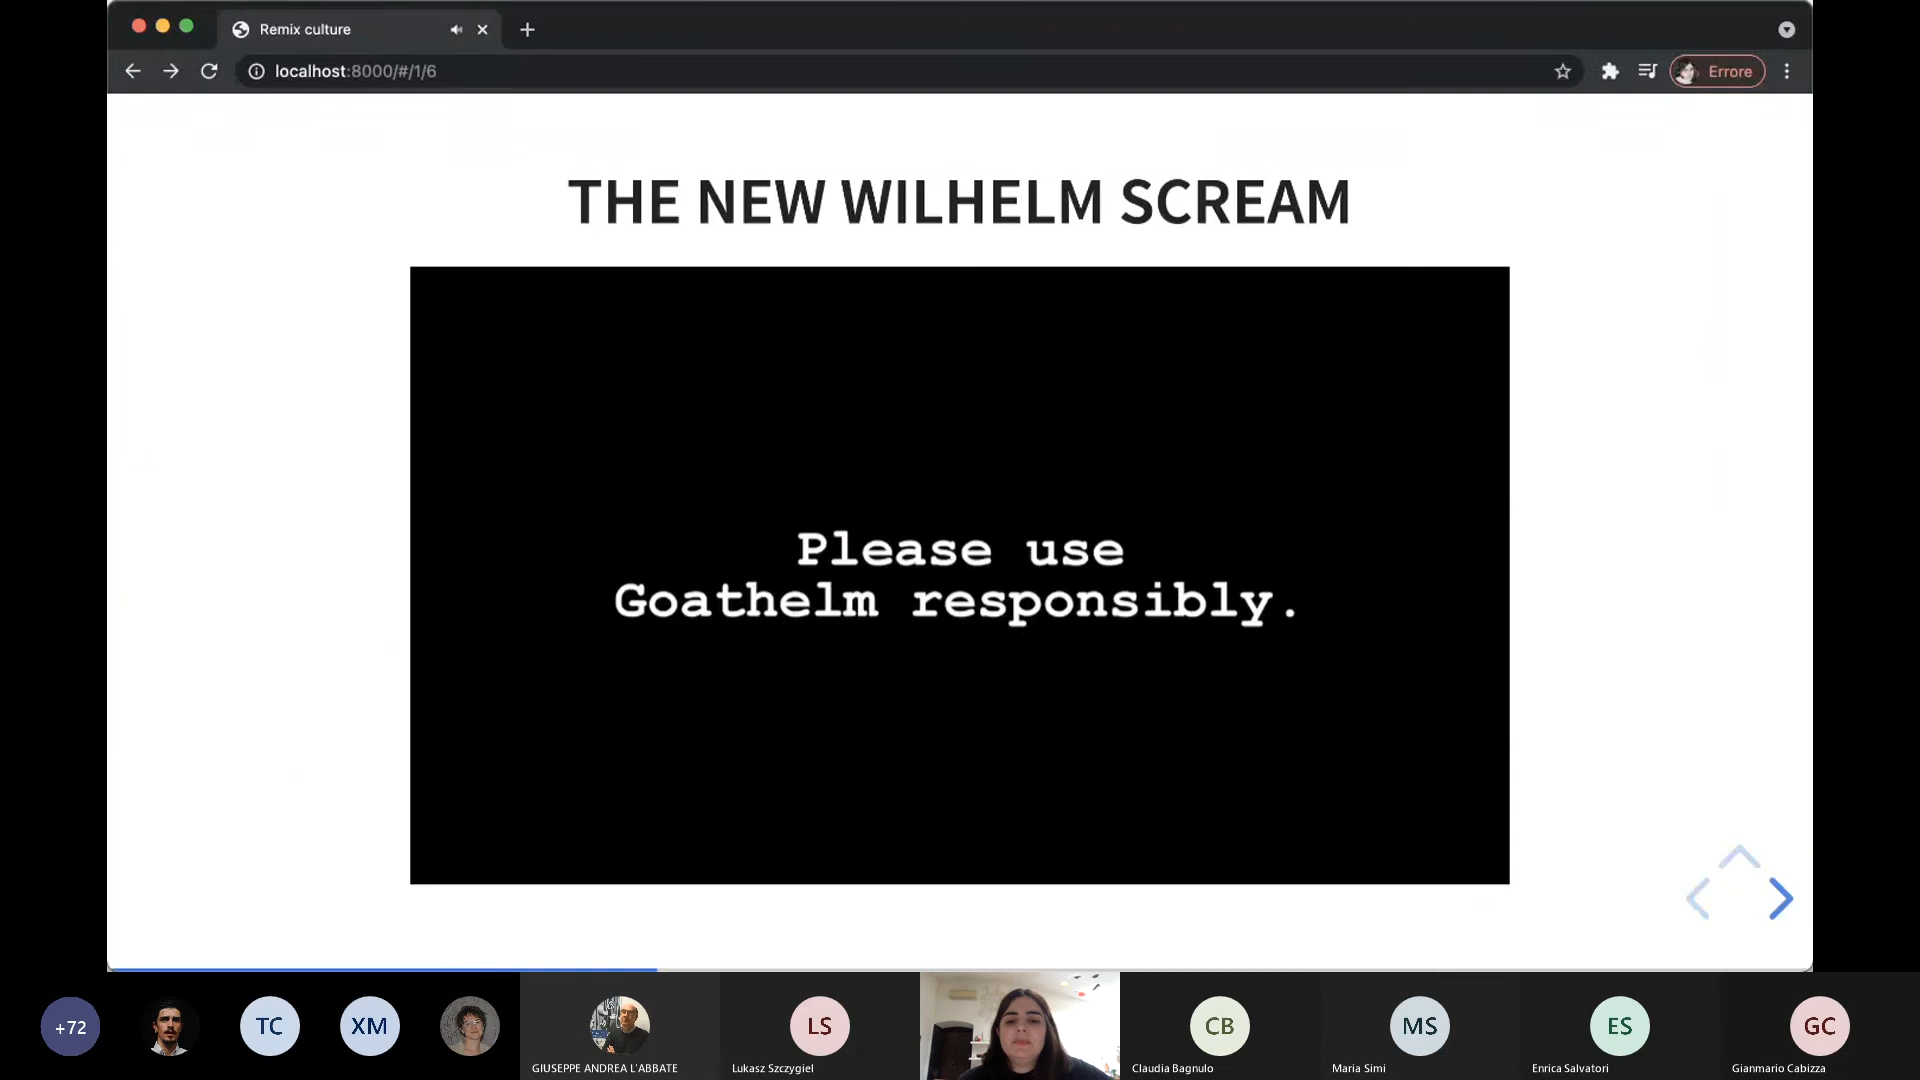 Remix culture
localhost:8000/#/1/6
Errore
THE NEW WILHELM SCREAM
Please use
Goathelm responsibly.
+72
TC
XM
LS
CB
MS
ES
GC
GIUSEPPE ANDREA L'ABBATE
Lukasz Szczygiel
Claudia Bagnulo
Maria Simi
Enrica Salvatori
Gianmario Cabizza